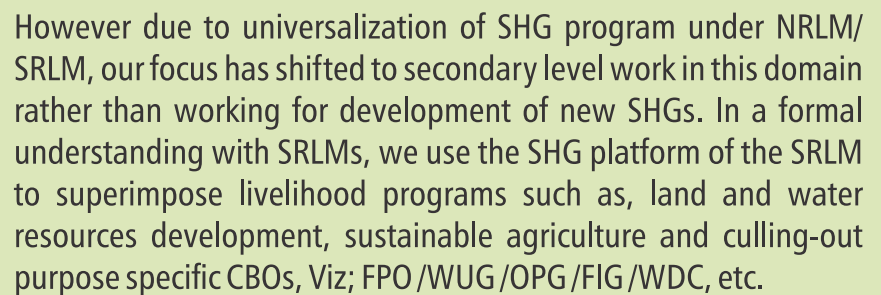 However due to universalization of SHG program under NRLM/
SRLM, our focus has shifted to secondary level work in this domain
rather than working for development of new SHGs. In a formal
understanding with SRLMs, we use the SHG platform of the SRLM
to superimpose livelihood programs such as, land and water
resources development, sustainable agriculture and culling-out
purpose specific CBOs, Viz; FPO /WUG /OPG /FIG /WDC, etc.